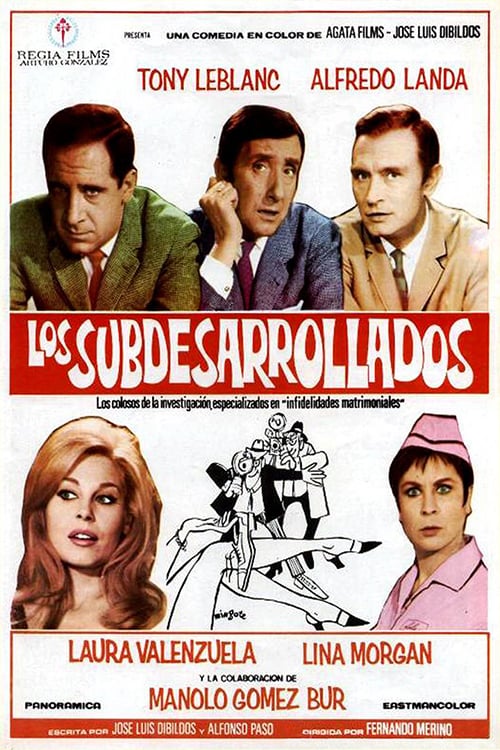 REGIA FILMS
ARTURO GONZALEZ
PRESENTA UNA COMEDIA EN COLOR DE AGATA FILMS - JOSE LUIS DIBILDOS
TONY LEBLANC ALFREDO LANDA
LOS SUBDESARROLLADOS
Los colosos de la investigación, especializados en "infidelidades matrimoniales"
mingote
LAURA VALENZUELA LINA MORGAN
Y LA COLABORACION DE
MANOLO GOMEZ BUR
PANORAMICA EASTMANCOLOR
ESCRITA POR JOSE LUIS DIBILDOS Y ALFONSO PASO DIRIGIDA POR FERNANDO MERINO